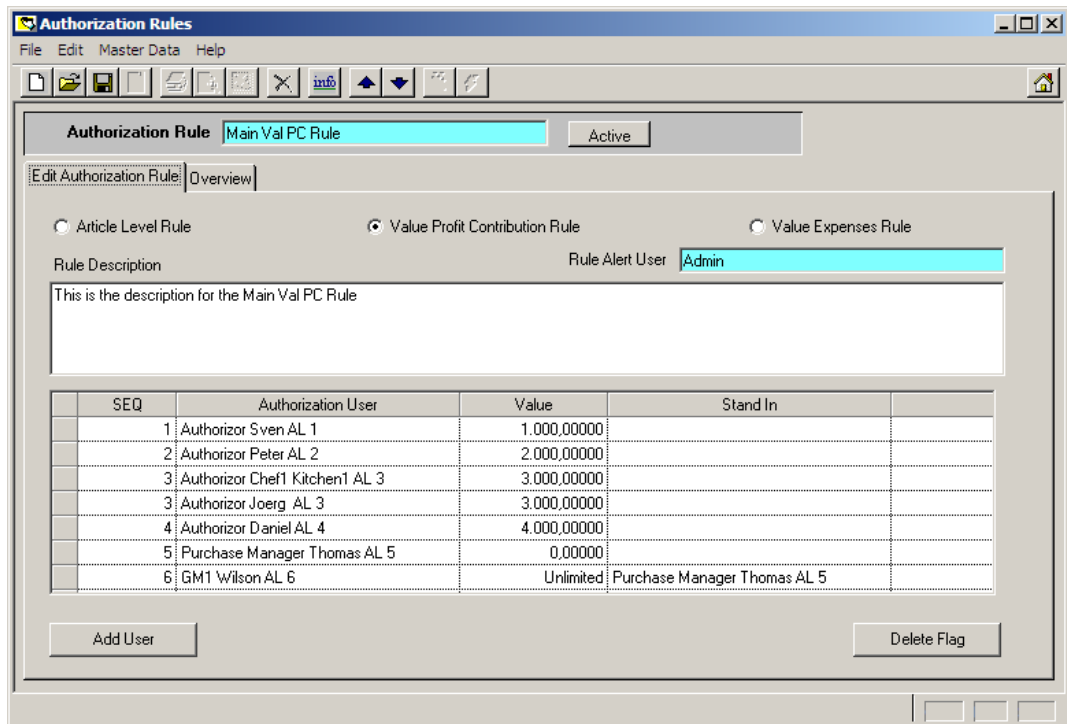 Authorization Rules
File Edit Master Data Help
info
Authorization Rule Main Val PC Rule Active
Edit Authorization Rule Overview
Article Level Rule Value Profit Contribution Rule Value Expenses Rule
Rule Description Rule Alert User Admin
This is the description for the Main Val PC Rule
SEQ Authorization User Value Stand In
1 Authorizor Sven AL 1 1.000,00000
2 Authorizor Peter AL 2 2.000,00000
3 Authorizor Chef1 Kitchen1 AL 3 3.000,00000
3 Authorizor Joerg AL 3 3.000,00000
4 Authorizor Daniel AL 4 4.000,00000
5 Purchase Manager Thomas AL 5 0,00000
6 GM1 Wilson AL 6 Unlimited Purchase Manager Thomas AL 5
Add User Delete Flag